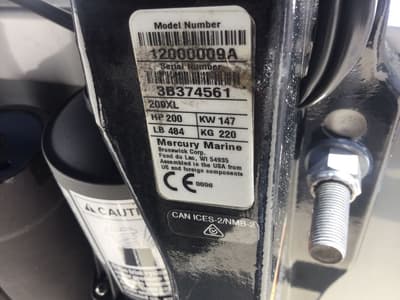 Model Number
12000009A
Serial Number
3B374561
200XL
HP 200 KW 147
LB 484 KG 220
Mercury Marine
Brunswick Corp.
Fond du Lac, WI 54935
Assembled in the USA from
US and foreign components
CE
CAN ICES-2/NMB-2
CAUTI